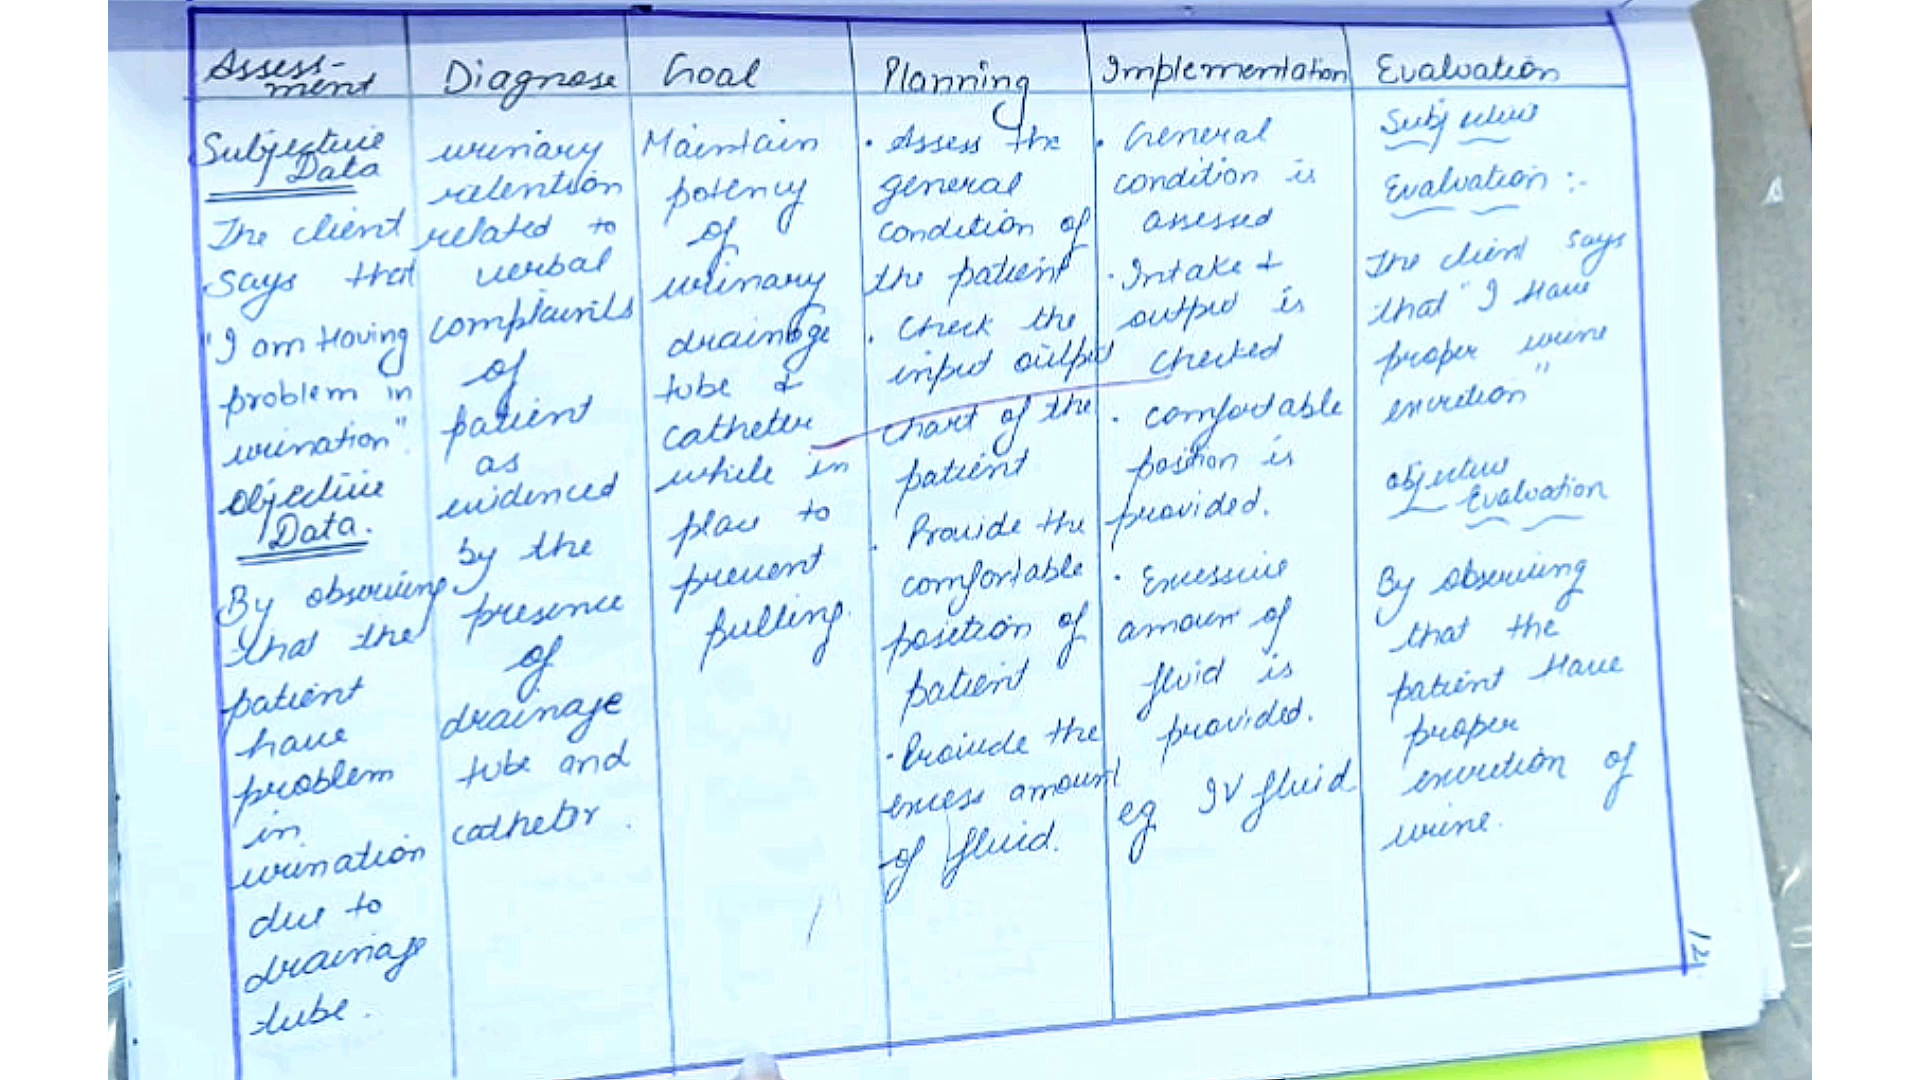 Assess-
ment
Diagnose
Goal
Planning
Implementation
Evaluation
Subjective
Data
The client
says that
"I am Having
problem in
urination".
objective
Data.
By observing
that the
patient
have
problem
in
urination
due to
drainage
tube.
urinary
retention
related to
verbal
complaints
of
patient
as
evidenced
by the
presence
of
drainage
tube and
catheter.
Maintain
potency
of
urinary
drainage
tube &
catheter
while in
place to
prevent
pulling.
• Assess the
general
condition of
the patient
• Check the
input output
chart of the
patient
• Provide the
comfortable
position of
patient
• Provide the
excess amount
of fluid.
• General
condition is
assessed
• Intake &
output is
checked
• comfortable
position is
provided.
• Excessive
amount of
fluid is
provided.
eg IV fluid
Subjective
Evaluation :-
The client says
that "I Have
proper urine
excretion"
objective
Evaluation
By observing
that the
patient Have
proper
excretion of
urine.
12